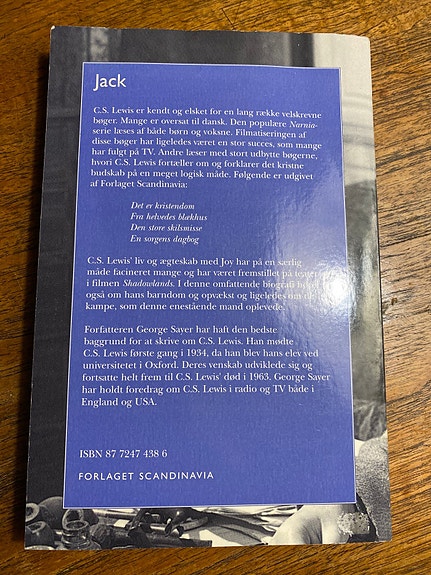 Jack
C.S. Lewis er kendt og elsket for en lang række velskrevne
bøger. Mange er oversat til dansk. Den populære Narnia-
serie læses af både børn og voksne. Filmatiseringen af
disse bøger har ligeledes været en stor succes, som mange
har fulgt på TV. Andre læser med stort udbytte bøgerne,
hvori C.S. Lewis fortæller om og forklarer det kristne
budskab på en meget logisk måde. Følgende er udgivet
af Forlaget Scandinavia:
Det er kristendom
Fra helvedes blækhus
Den store skilsmisse
En sorgens dagbog
C.S. Lewis' liv og ægteskab med Joy har på en særlig
måde facineret mange og har været fremstillet på teater
i filmen Shadowlands. I denne omfattende biografi
også om hans barndom og opvækst og ligeledes om
kampe, som denne enestående mand oplevede.
Forfatteren George Sayer har haft den bedste
baggrund for at skrive om C.S. Lewis. Han mødte
C.S. Lewis første gang i 1934, da han blev hans elev ved
universitetet i Oxford. Deres venskab udviklede sig og
fortsatte helt frem til C.S. Lewis' død i 1963. George Sayer
har holdt foredrag om C.S. Lewis i radio og TV både i
England og USA.
ISBN 87 7247 438 6
FORLAGET SCANDINAVIA